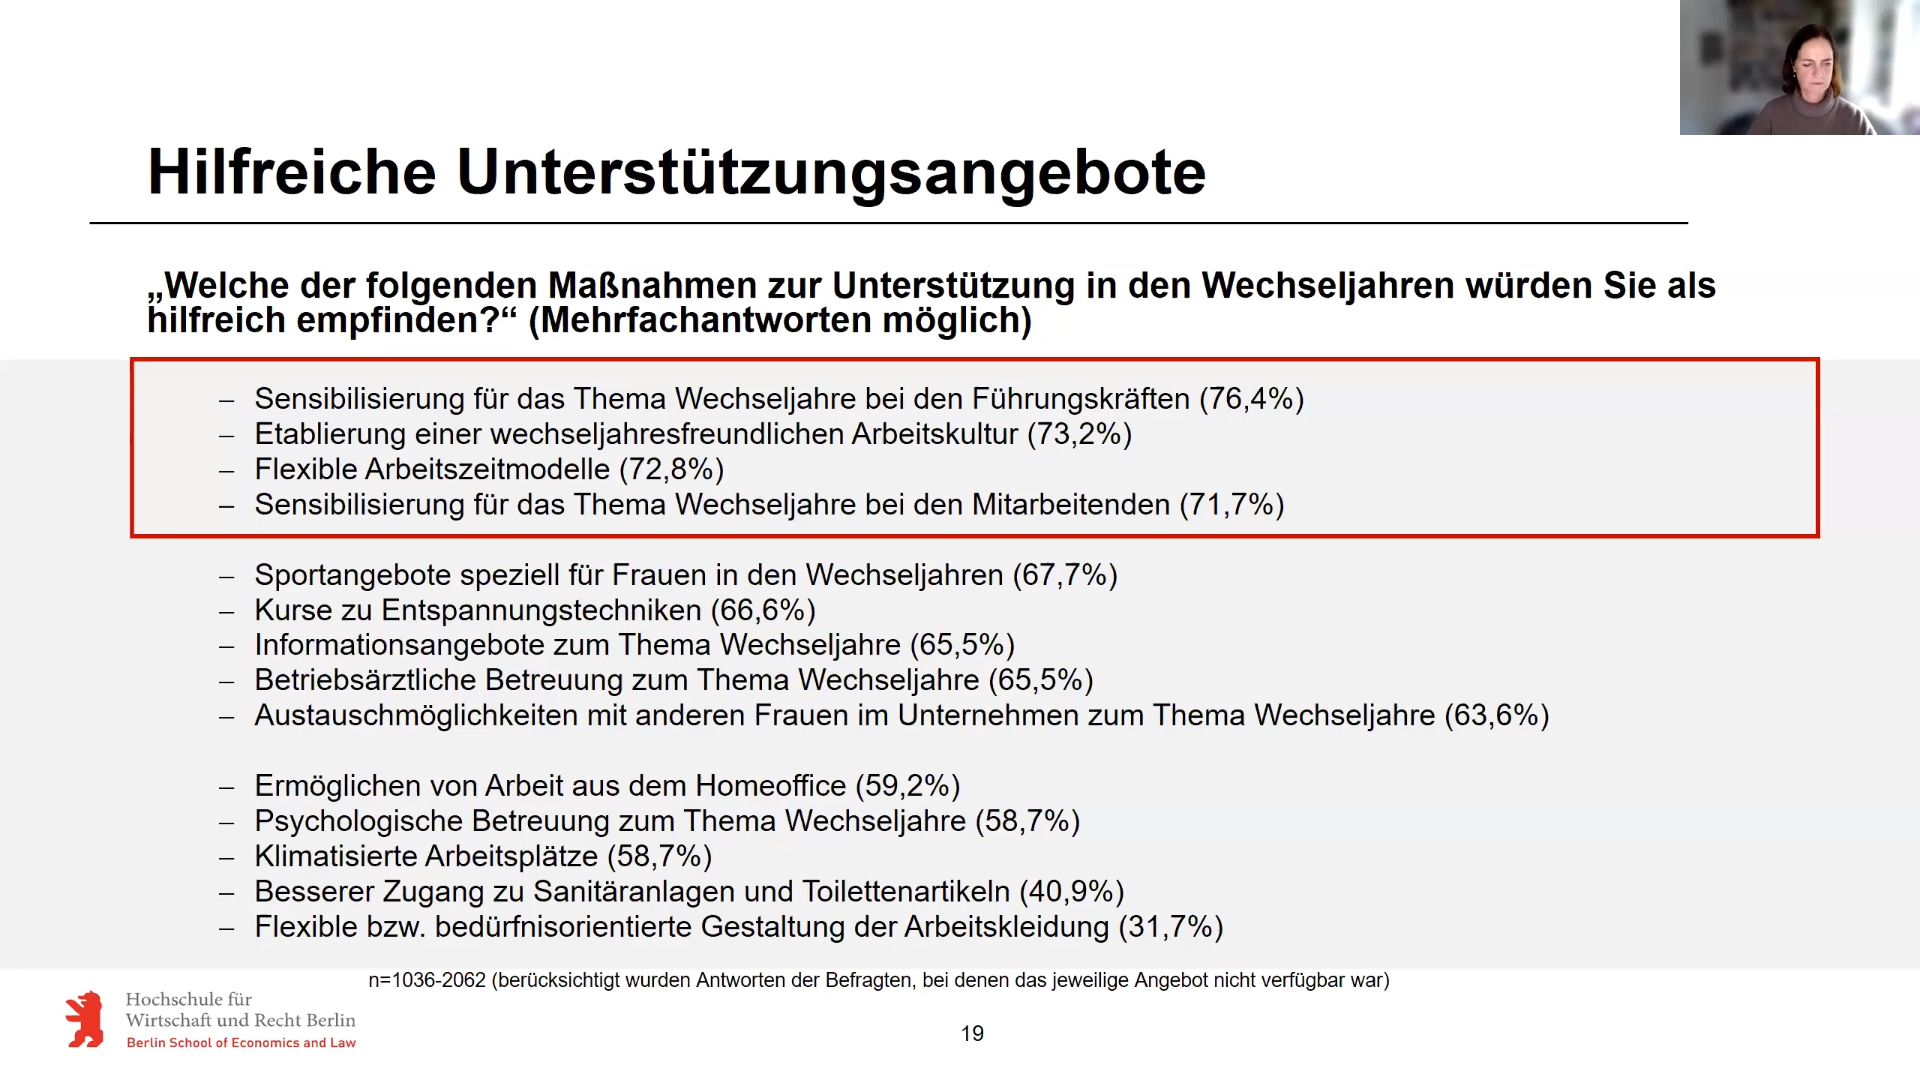 Hilfreiche Unterstützungsangebote
„Welche der folgenden Maßnahmen zur Unterstützung in den Wechseljahren würden Sie als
hilfreich empfinden?“ (Mehrfachantworten möglich)
– Sensibilisierung für das Thema Wechseljahre bei den Führungskräften (76,4%)
– Etablierung einer wechseljahresfreundlichen Arbeitskultur (73,2%)
– Flexible Arbeitszeitmodelle (72,8%)
– Sensibilisierung für das Thema Wechseljahre bei den Mitarbeitenden (71,7%)
– Sportangebote speziell für Frauen in den Wechseljahren (67,7%)
– Kurse zu Entspannungstechniken (66,6%)
– Informationsangebote zum Thema Wechseljahre (65,5%)
– Betriebsärztliche Betreuung zum Thema Wechseljahre (65,5%)
– Austauschmöglichkeiten mit anderen Frauen im Unternehmen zum Thema Wechseljahre (63,6%)
– Ermöglichen von Arbeit aus dem Homeoffice (59,2%)
– Psychologische Betreuung zum Thema Wechseljahre (58,7%)
– Klimatisierte Arbeitsplätze (58,7%)
– Besserer Zugang zu Sanitäranlagen und Toilettenartikeln (40,9%)
– Flexible bzw. bedürfnisorientierte Gestaltung der Arbeitskleidung (31,7%)
n=1036-2062 (berücksichtigt wurden Antworten der Befragten, bei denen das jeweilige Angebot nicht verfügbar war)
Hochschule für
Wirtschaft und Recht Berlin
Berlin School of Economics and Law
19